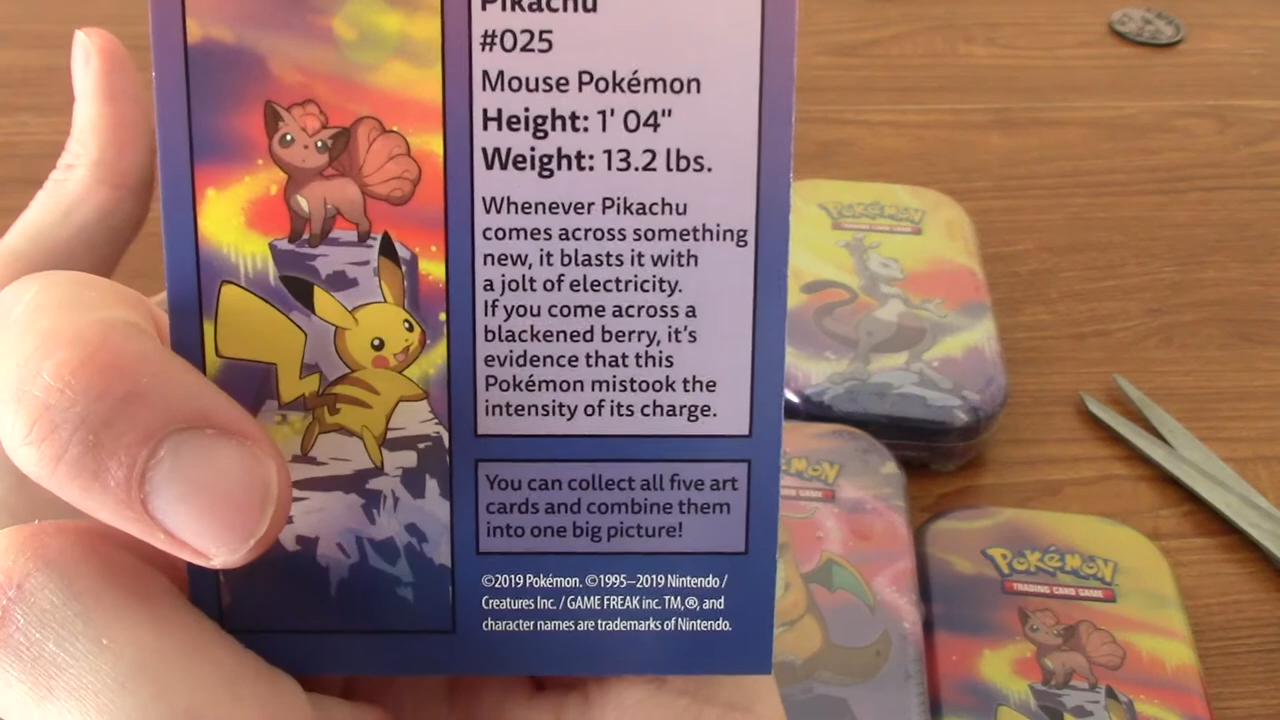 Pikachu
#025
Mouse Pokémon
Height: 1' 04"
Weight: 13.2 lbs.
Whenever Pikachu
comes across something
new, it blasts it with
a jolt of electricity.
If you come across a
blackened berry, it's
evidence that this
Pokémon mistook the
intensity of its charge.
You can collect all five art
cards and combine them
into one big picture!
©2019 Pokémon. ©1995–2019 Nintendo /
Creatures Inc. / GAME FREAK inc. TM,®, and
character names are trademarks of Nintendo.
POKÉMON
TRADING CARD GAME
MON
CARD GAME
POKÉMON
TRADING CARD GAME